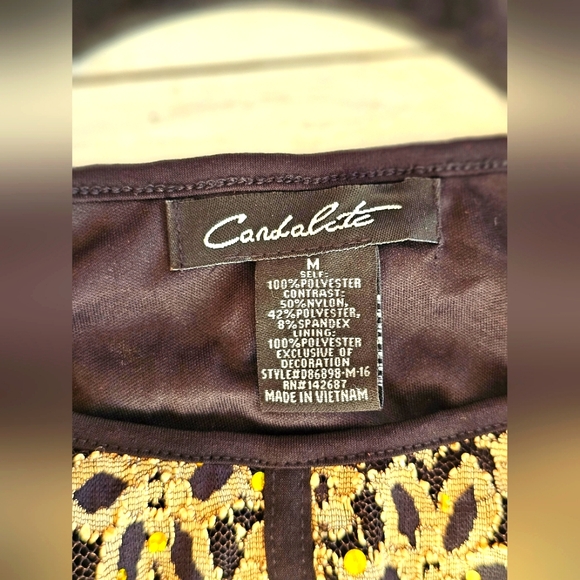 Candalite
M
SELF:
100%POLYESTER
CONTRAST:
50%NYLON,
42%POLYESTER,
8%SPANDEX
LINING:
100%POLYESTER
EXCLUSIVE OF
DECORATION
STYLE#D86898-M-16
RN#142687
MADE IN VIETNAM